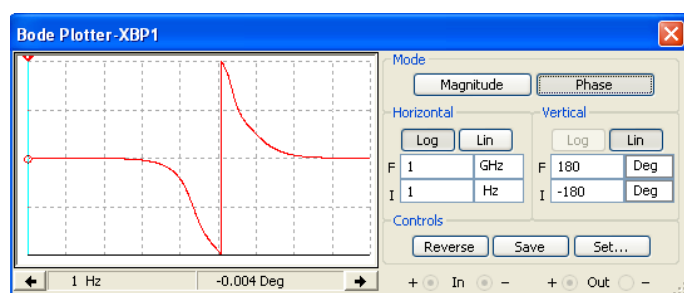 Bode Plotter-XBP1
Mode
Magnitude Phase
Horizontal Vertical
Log Lin Log Lin
F 1 GHz F 180 Deg
I 1 Hz I -180 Deg
Controls
Reverse Save Set...
1 Hz -0.004 Deg + In - + Out -